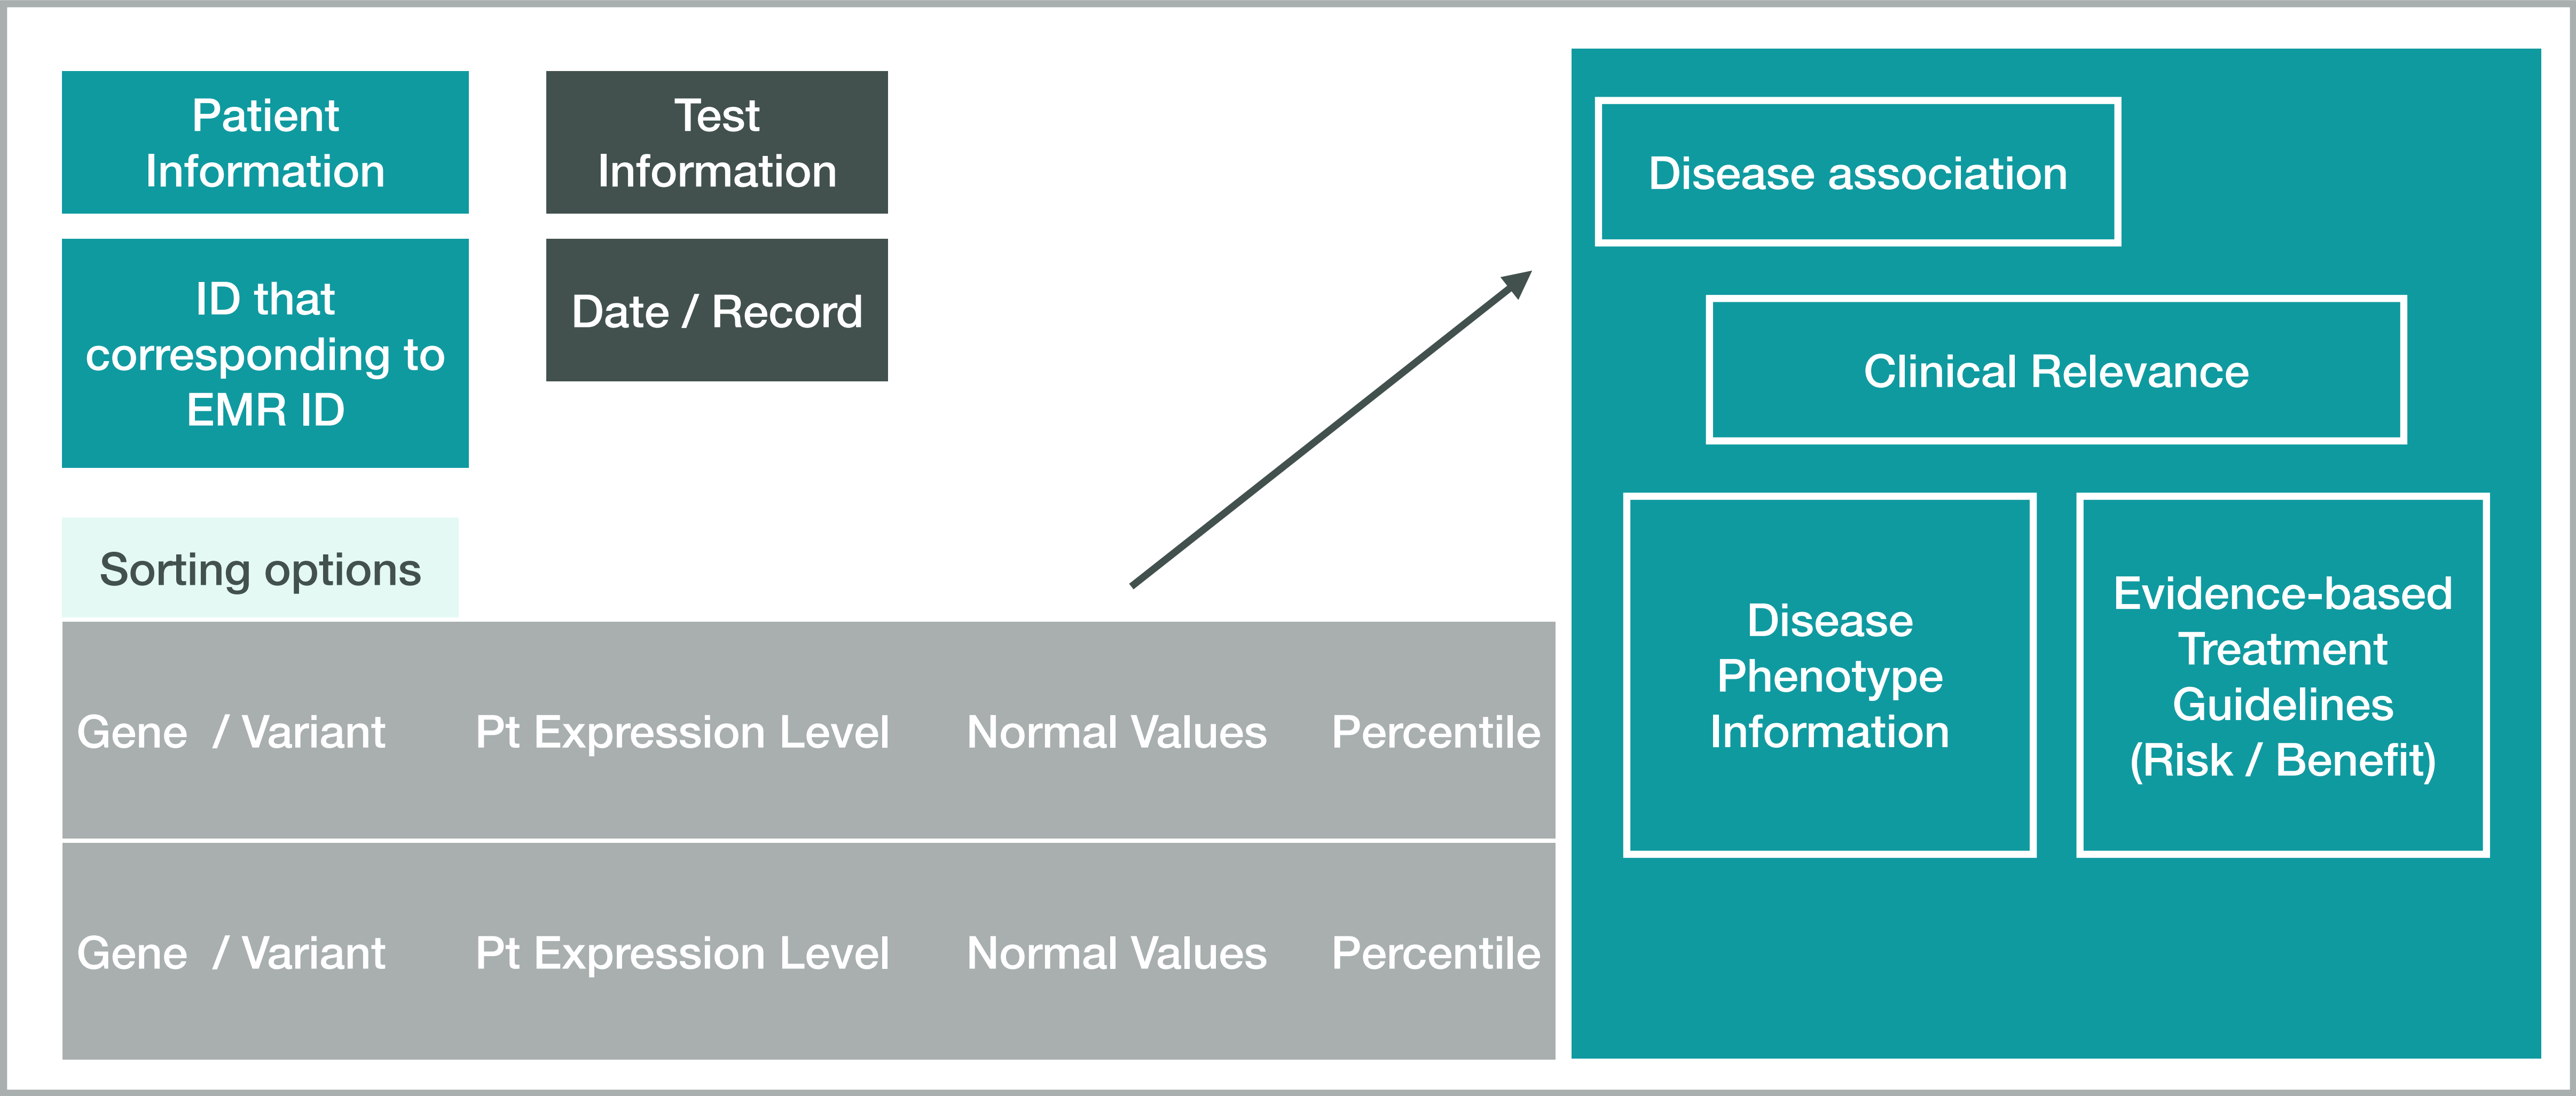 Patient
Information
Test
Information
ID that
corresponding to
EMR ID
Date / Record
Sorting options
Gene / Variant Pt Expression Level Normal Values Percentile
Gene / Variant Pt Expression Level Normal Values Percentile
Disease association
Clinical Relevance
Disease
Phenotype
Information
Evidence-based
Treatment
Guidelines
(Risk / Benefit)